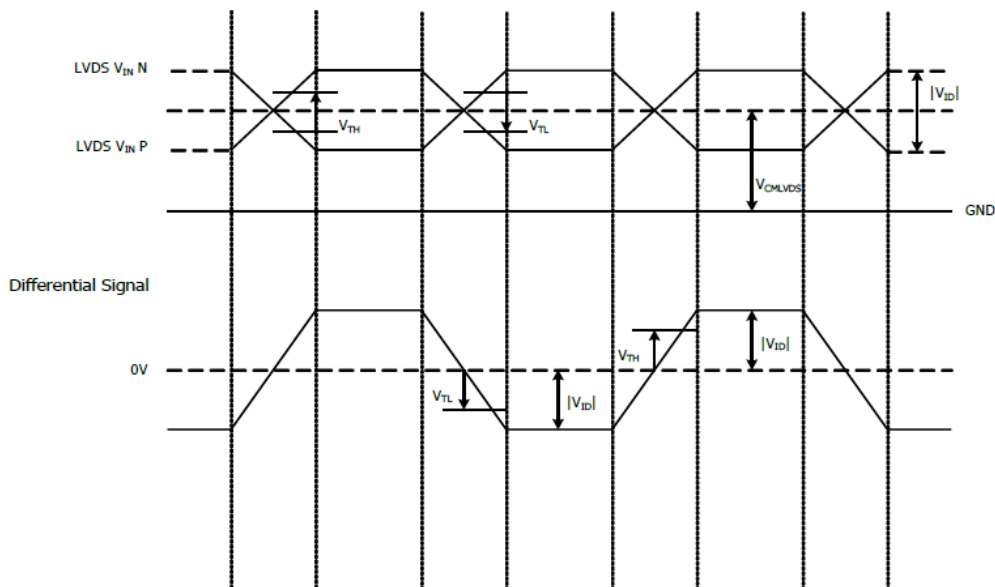 LVDS VIN N
|VID|
VTH
VTL
LVDS VIN P
VCMLVDS
GND
Differential Signal
VTH
|VID|
0V
VTL
|VID|